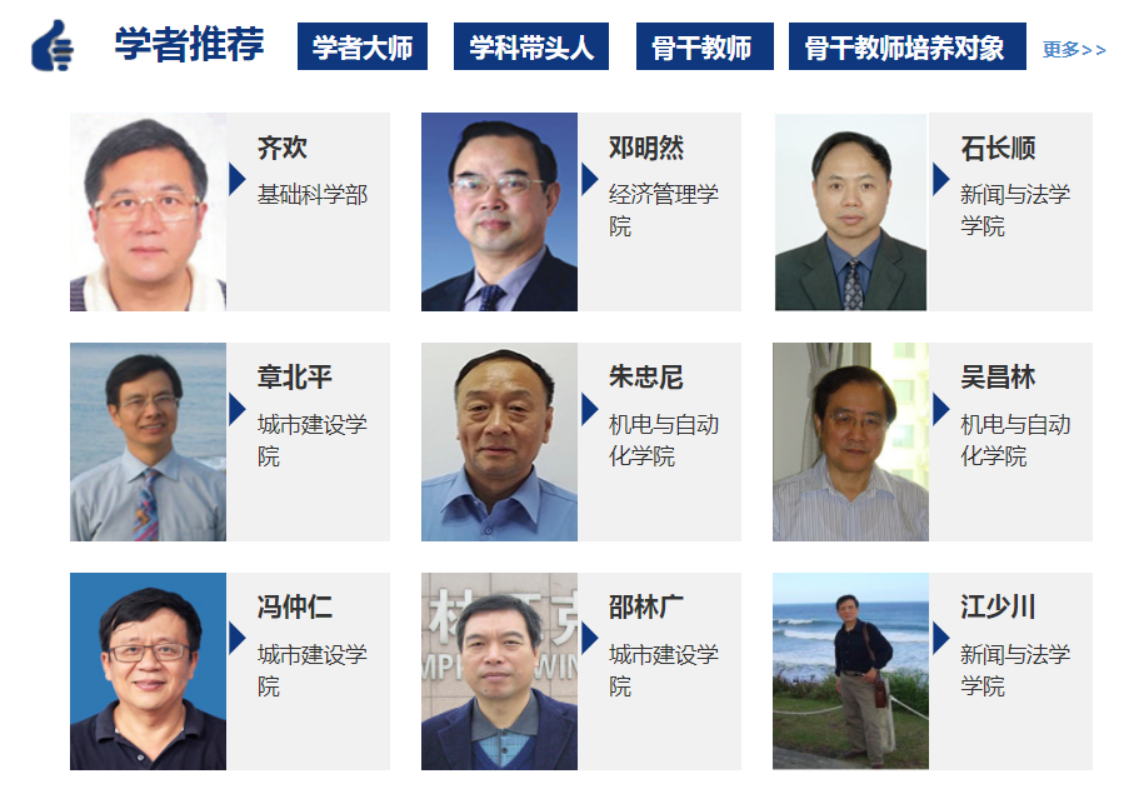 学者推荐 学者大师 学科带头人 骨干教师 骨干教师培养对象 更多>>
齐欢
基础科学部
邓明然
经济管理学
院
石长顺
新闻与法学
学院
章北平
城市建设学
院
朱忠尼
机电与自动
化学院
吴昌林
机电与自动
化学院
冯仲仁
城市建设学
院
邵林广
城市建设学
院
江少川
新闻与法学
学院